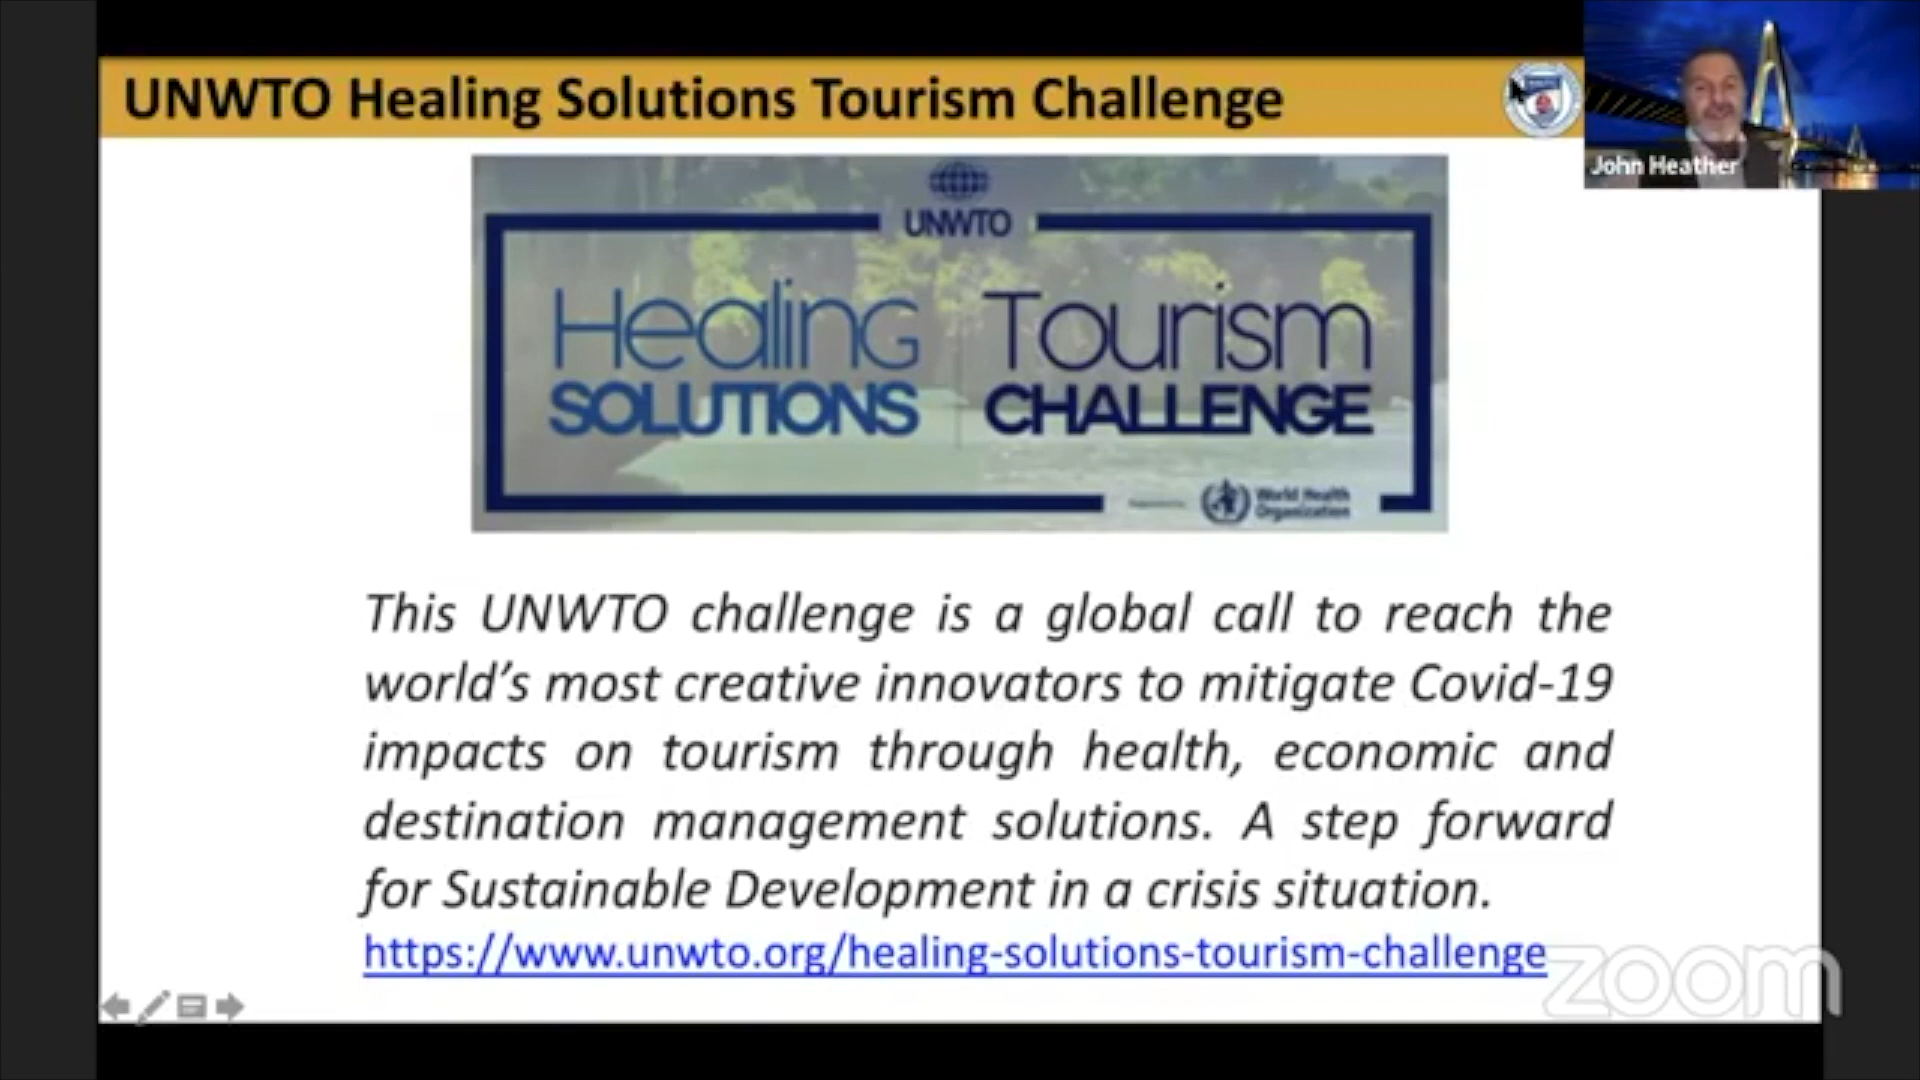 UNWTO Healing Solutions Tourism Challenge
John Heather
UNWTO
Healing Tourism
SOLUTIONS CHALLENGE
World Health
Organization
This UNWTO challenge is a global call to reach the
world's most creative innovators to mitigate Covid-19
impacts on tourism through health, economic and
destination management solutions. A step forward
for Sustainable Development in a crisis situation.
https://www.unwto.org/healing-solutions-tourism-challenge
zoom